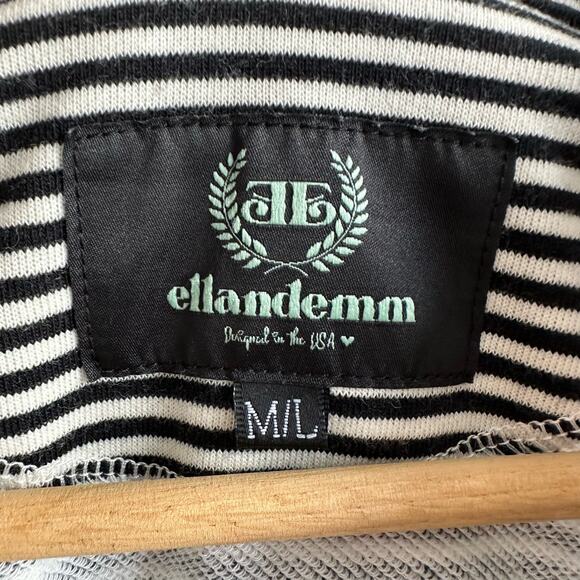 ellandemm
Designed in the USA ♥
M/L